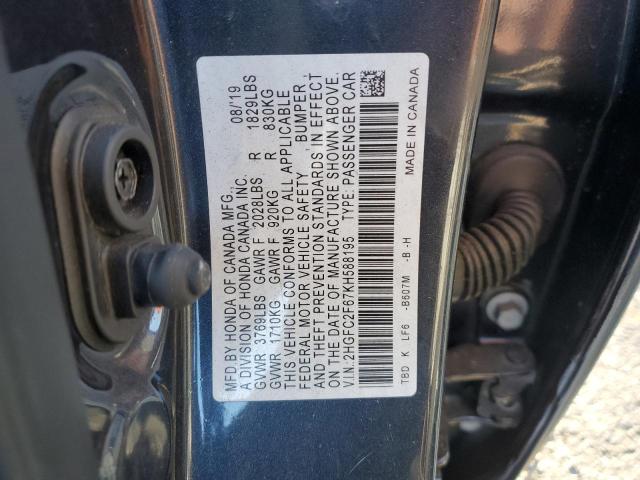 MFD.BY HONDA OF CANADA MFG., 08/'19
A DIVISION OF HONDA CANADA INC.
GVWR 3769LBS GAWR F 2028LBS R 1829LBS
GVWR 1710KG GAWR F 920KG R 830KG
THIS VEHICLE CONFORMS TO ALL APPLICABLE
FEDERAL MOTOR VEHICLE SAFETY, BUMPER,
THEFT PREVENTION STANDARDS IN EFFECT
ON THE DATE OF MANUFACTURE SHOWN ABOVE.
V.I.N.:2HGFC2F67KH588195 TYPE: PASSENGER CAR
TBD K LF6 -B607M -B -H MADE IN CANADA